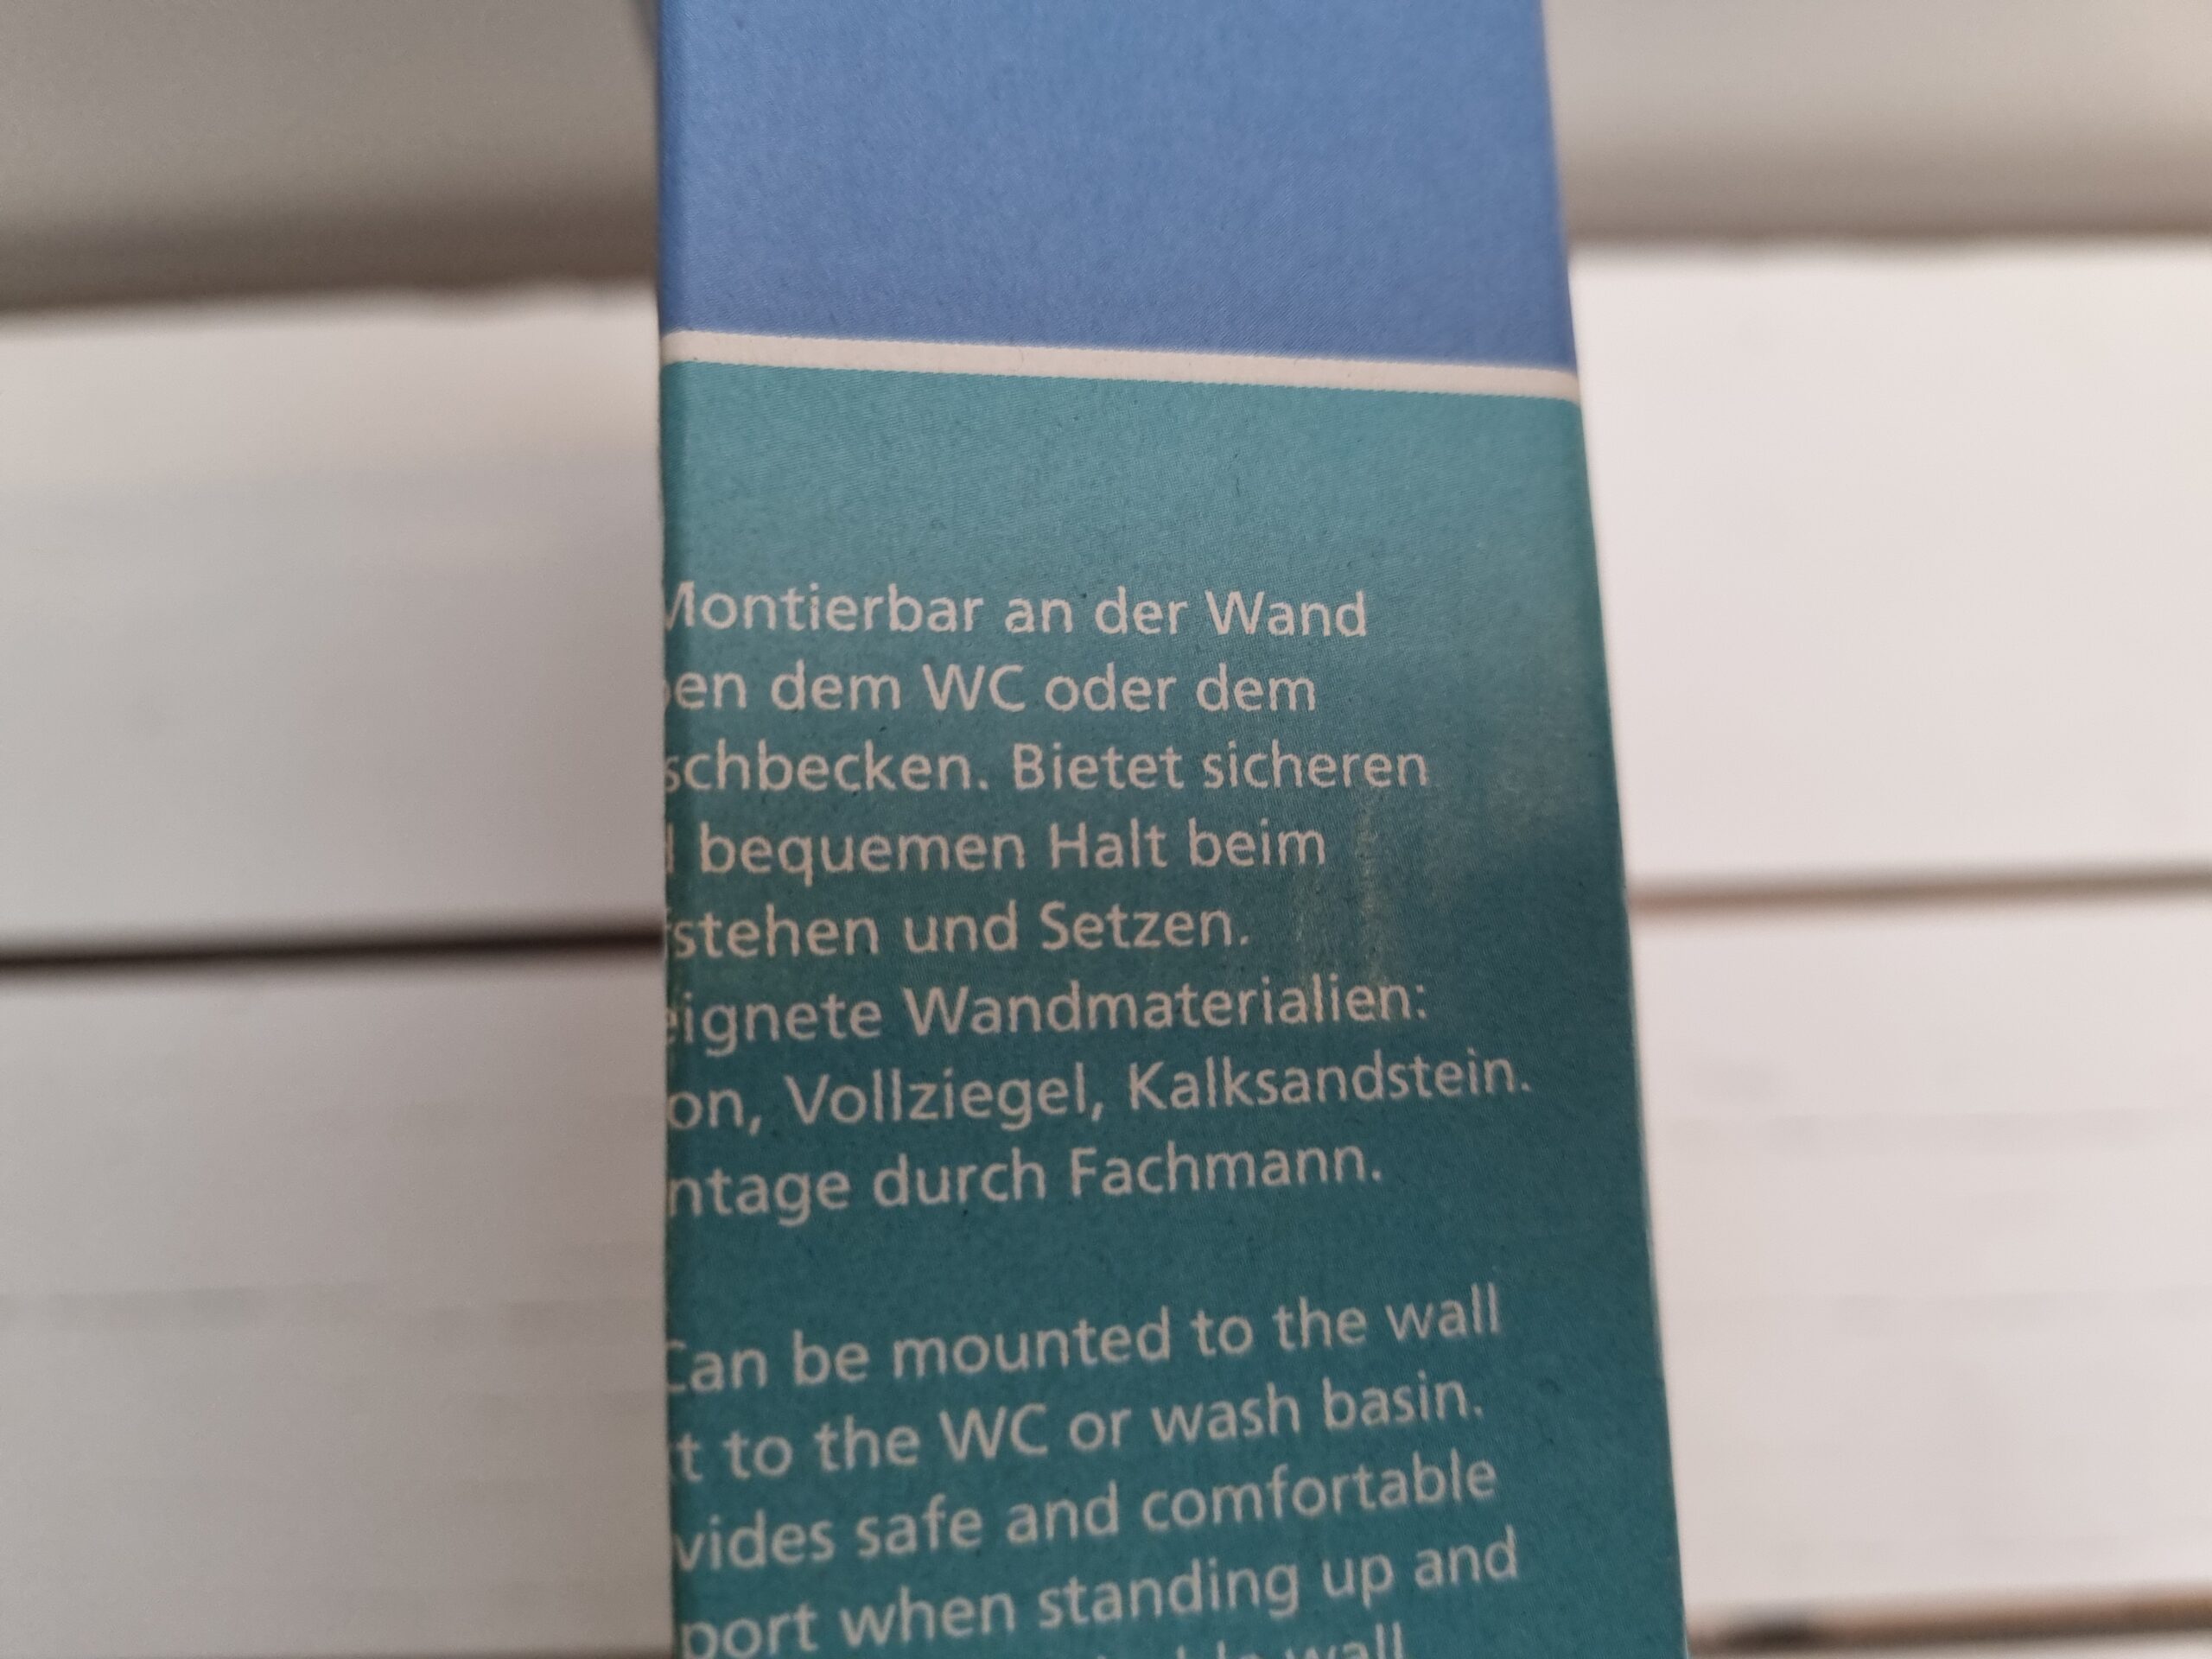 Montierbar an der Wand
en dem WC oder dem
schbecken. Bietet sicheren
bequemen Halt beim
stehen und Setzen.
eignete Wandmaterialien:
on, Vollziegel, Kalksandstein.
ntage durch Fachmann.
Can be mounted to the wall
t to the WC or wash basin.
vides safe and comfortable
port when standing up and
wall